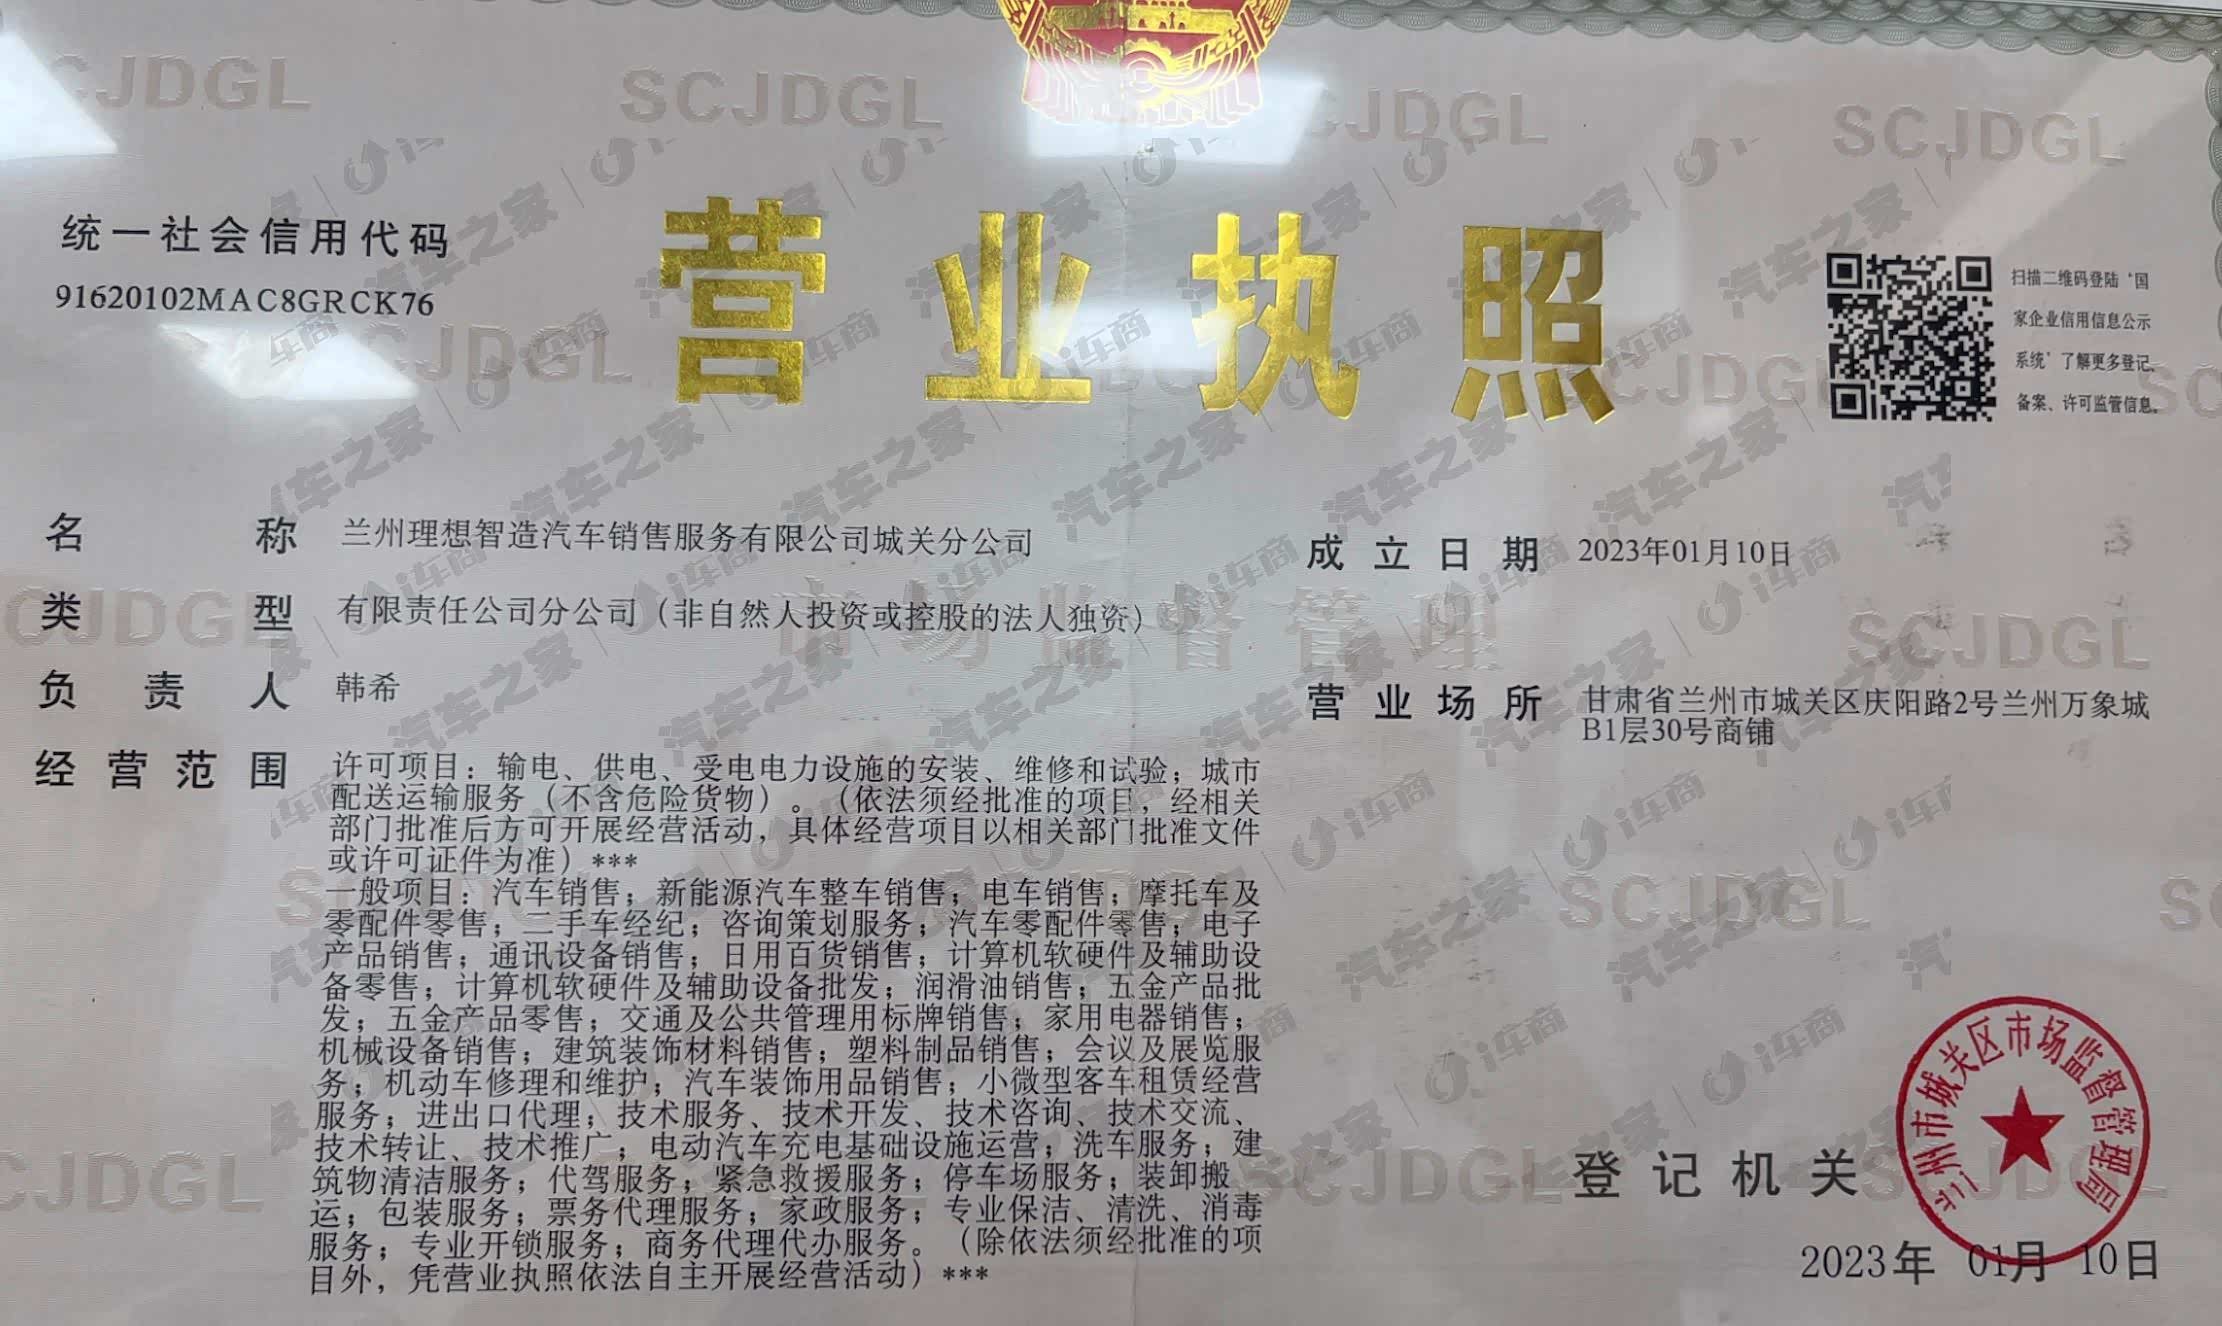 统一社会信用代码
91620102MAC8GRCK76
营业执照
扫描二维码登陆‘国
家企业信用信息公示
系统’了解更多登记、
备案、许可监管信息。
名称 兰州理想智造汽车销售服务有限公司城关分公司
类型 有限责任公司分公司（非自然人投资或控股的法人独资）
负责人 韩希
经营范围 许可项目：输电、供电、受电电力设施的安装、维修和试验；城市
配送运输服务（不含危险货物）。（依法须经批准的项目，经相关
部门批准后方可开展经营活动，具体经营项目以相关部门批准文件
或许可证件为准）***
一般项目：汽车销售；新能源汽车整车销售；电车销售；摩托车及
零配件零售；二手车经纪；咨询策划服务；汽车零配件零售；电子
产品销售；通讯设备销售；日用百货销售；计算机软硬件及辅助设
备零售；计算机软硬件及辅助设备批发；润滑油销售；五金产品批
发；五金产品零售；交通及公共管理用标牌销售；家用电器销售；
机械设备销售；建筑装饰材料销售；塑料制品销售；会议及展览服
务；机动车修理和维护；汽车装饰用品销售；小微型客车租赁经营
服务；进出口代理；技术服务、技术开发、技术咨询、技术交流、
技术转让、技术推广；电动汽车充电基础设施运营；洗车服务；建
筑物清洁服务；代驾服务；紧急救援服务；停车场服务；装卸搬
运；包装服务；票务代理服务；家政服务；专业保洁、清洗、消毒
服务；专业开锁服务；商务代理代办服务。（除依法须经批准的项
目外，凭营业执照依法自主开展经营活动）***
成立日期 2023年01月10日
营业场所 甘肃省兰州市城关区庆阳路2号兰州万象城
B1层30号商铺
登记机关
兰州市城关区市场监督管理局
2023年 01月 10日
SCJDGL
市场监督管理
汽车之家 | i车商